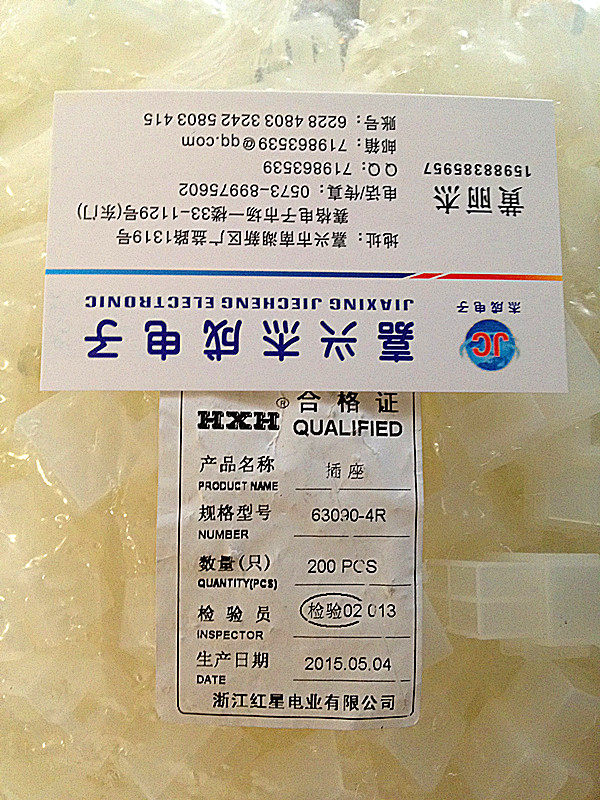 JC
杰成电子
嘉兴杰成电子
JIAXING JIECHENG ELECTRONIC
黄丽杰
15988385957
地址：嘉兴市南湖新区广益路1319号
赛格电子市场一楼33-1129号(东门)
电话/传真：0573-89975602
QQ：719863539
邮箱：719863539@qq.com
账号：6228 4803 3242 5803 415
HXH® 合格证
QUALIFIED
产品名称 插座
PRODUCT NAME
规格型号 63090-4R
NUMBER
数量(只) 200 PCS
QUANTITY(PCS)
检验员 检验02 013
INSPECTOR
生产日期 2015.05.04
DATE
浙江红星电业有限公司